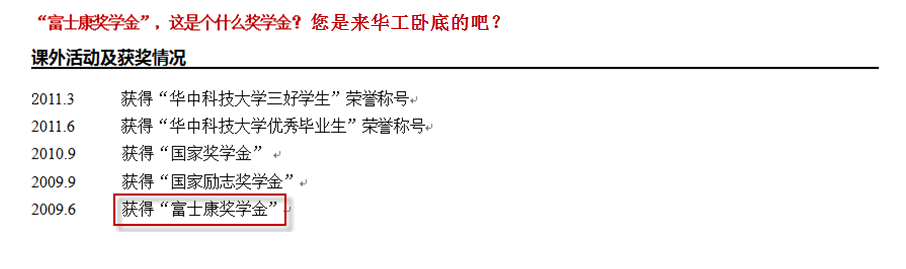 “富士康奖学金”，这是个什么奖学金？您是来华工卧底的吧？
课外活动及获奖情况
2011.3 获得“华中科技大学三好学生”荣誉称号
2011.6 获得“华中科技大学优秀毕业生”荣誉称号
2010.9 获得“国家奖学金”
2009.9 获得“国家励志奖学金”
2009.6 获得“富士康奖学金”